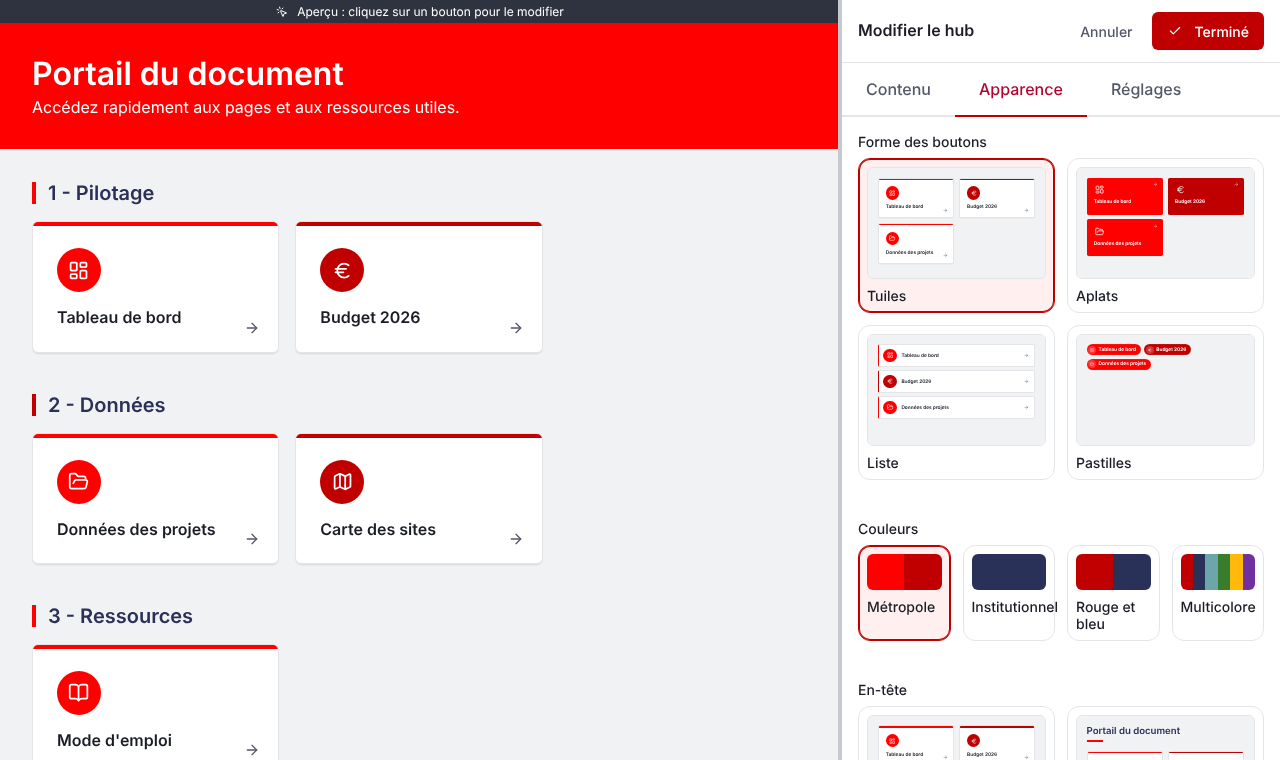 Aperçu : cliquez sur un bouton pour le modifier
Portail du document
Accédez rapidement aux pages et aux ressources utiles.
1 - Pilotage
Tableau de bord
Budget 2026
2 - Données
Données des projets
Carte des sites
3 - Ressources
Mode d'emploi
Modifier le hub
Annuler
Terminé
Contenu
Apparence
Réglages
Forme des boutons
Tableau de bord
Budget 2026
Données des projets
Tuiles
Tableau de bord
Budget 2026
Données des projets
Aplats
Tableau de bord
Budget 2026
Données des projets
Liste
Tableau de bord
Budget 2026
Données des projets
Pastilles
Couleurs
Métropole
Institutionnel
Rouge et
bleu
Multicolore
En-tête
Tableau de bord
Budget 2026
Portail du document